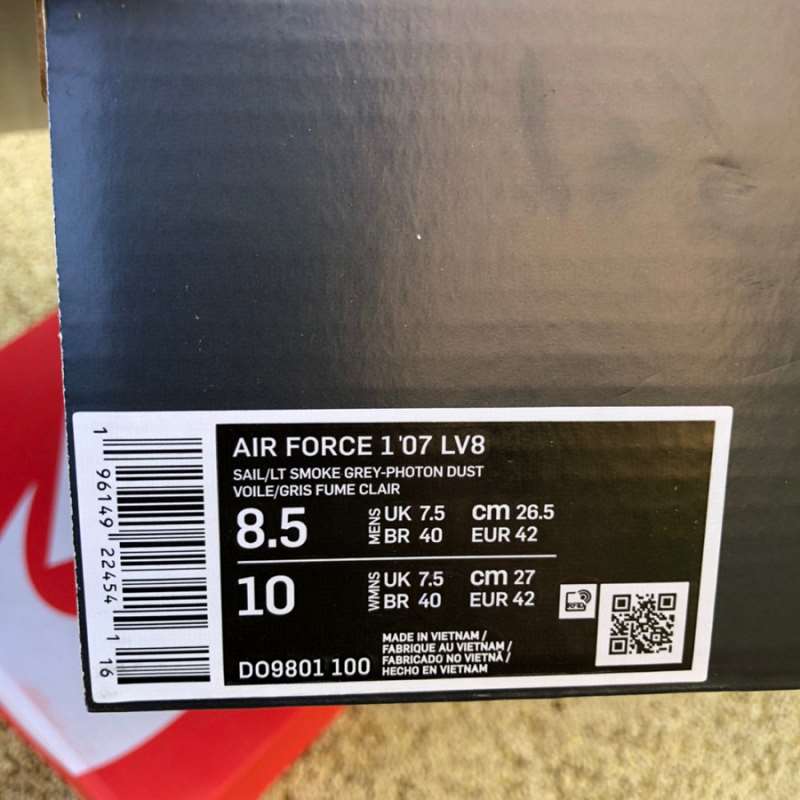 AIR FORCE 1 '07 LV8
SAIL/LT SMOKE GREY-PHOTON DUST
VOILE/GRIS FUME CLAIR
8.5 MENS UK 7.5 cm 26.5
BR 40 EUR 42
10 WMNS UK 7.5 cm 27
BR 40 EUR 42
RFID
DO9801 100
MADE IN VIETNAM /
FABRIQUE AU VIETNAM /
FABRICADO NO VIETNÃ /
HECHO EN VIETNAM
1 96149 22454 1 16